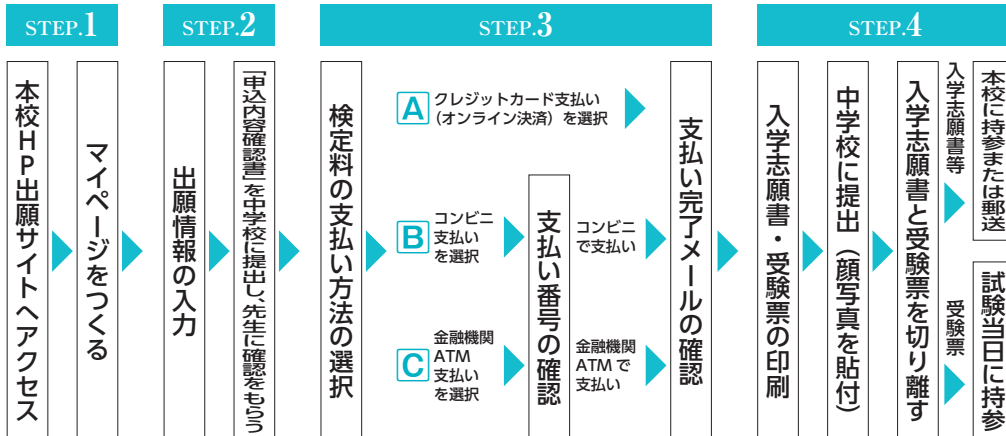 STEP.1
本校HP出願サイトへアクセス
マイページをつくる
STEP.2
出願情報の入力
「申込内容確認書」を中学校に提出し、先生に確認をもらう
STEP.3
検定料の支払い方法の選択
A
クレジットカード支払い
（オンライン決済）を選択
B
コンビニ
支払い
を選択
C
金融機関
ATM
支払い
を選択
支払い番号の確認
コンビニ
で支払い
金融機関
ATMで
支払い
支払い完了メールの確認
STEP.4
入学志願書・受験票の印刷
中学校に提出（顔写真を貼付）
入学志願書と受験票を切り離す
入学志願書等
本校に持参または郵送
受験票
試験当日に持参